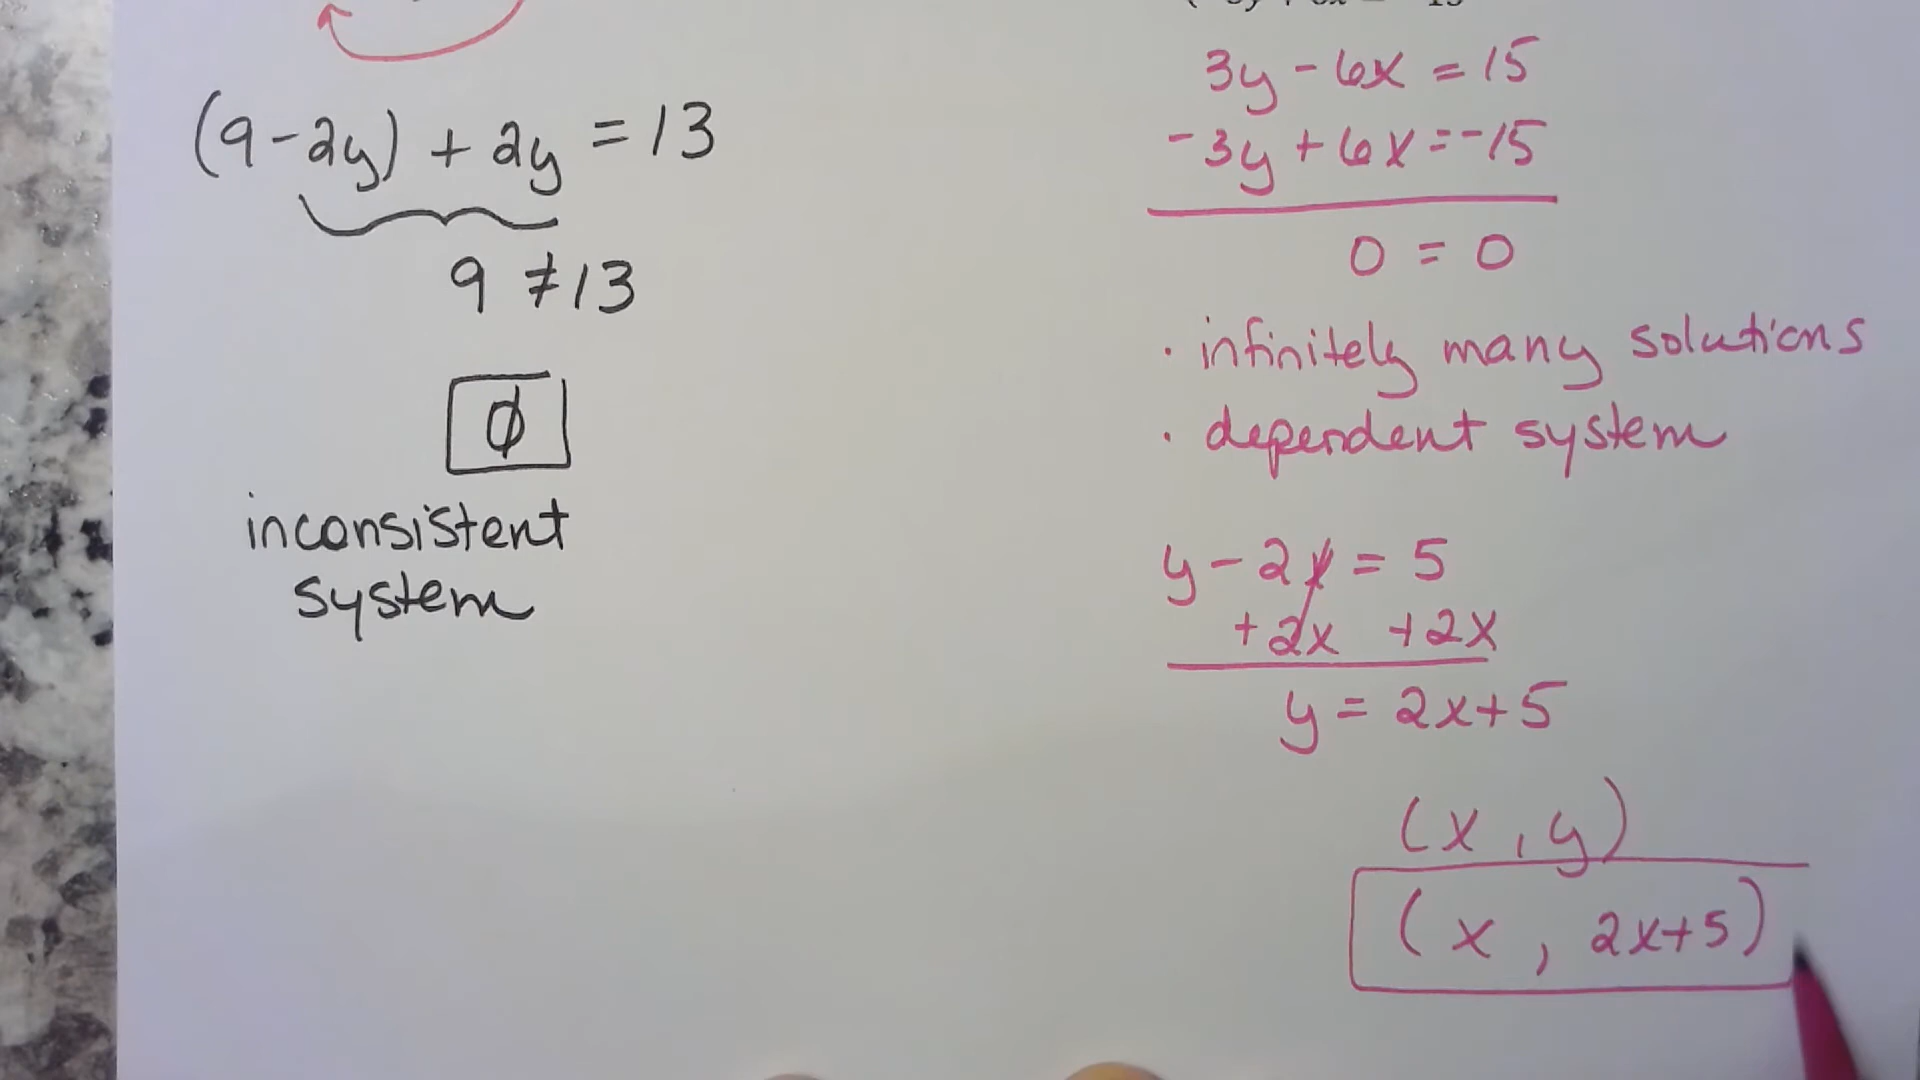 (9-2y) + 2y = 13
9 ≠ 13
∅
inconsistent
system
3y - 6x = 15
-3y + 6x = -15
0 = 0
· infinitely many solutions
· dependent system
y - 2x = 5
+ 2x +2x
y = 2x+5
(x, y)
(x, 2x+5)